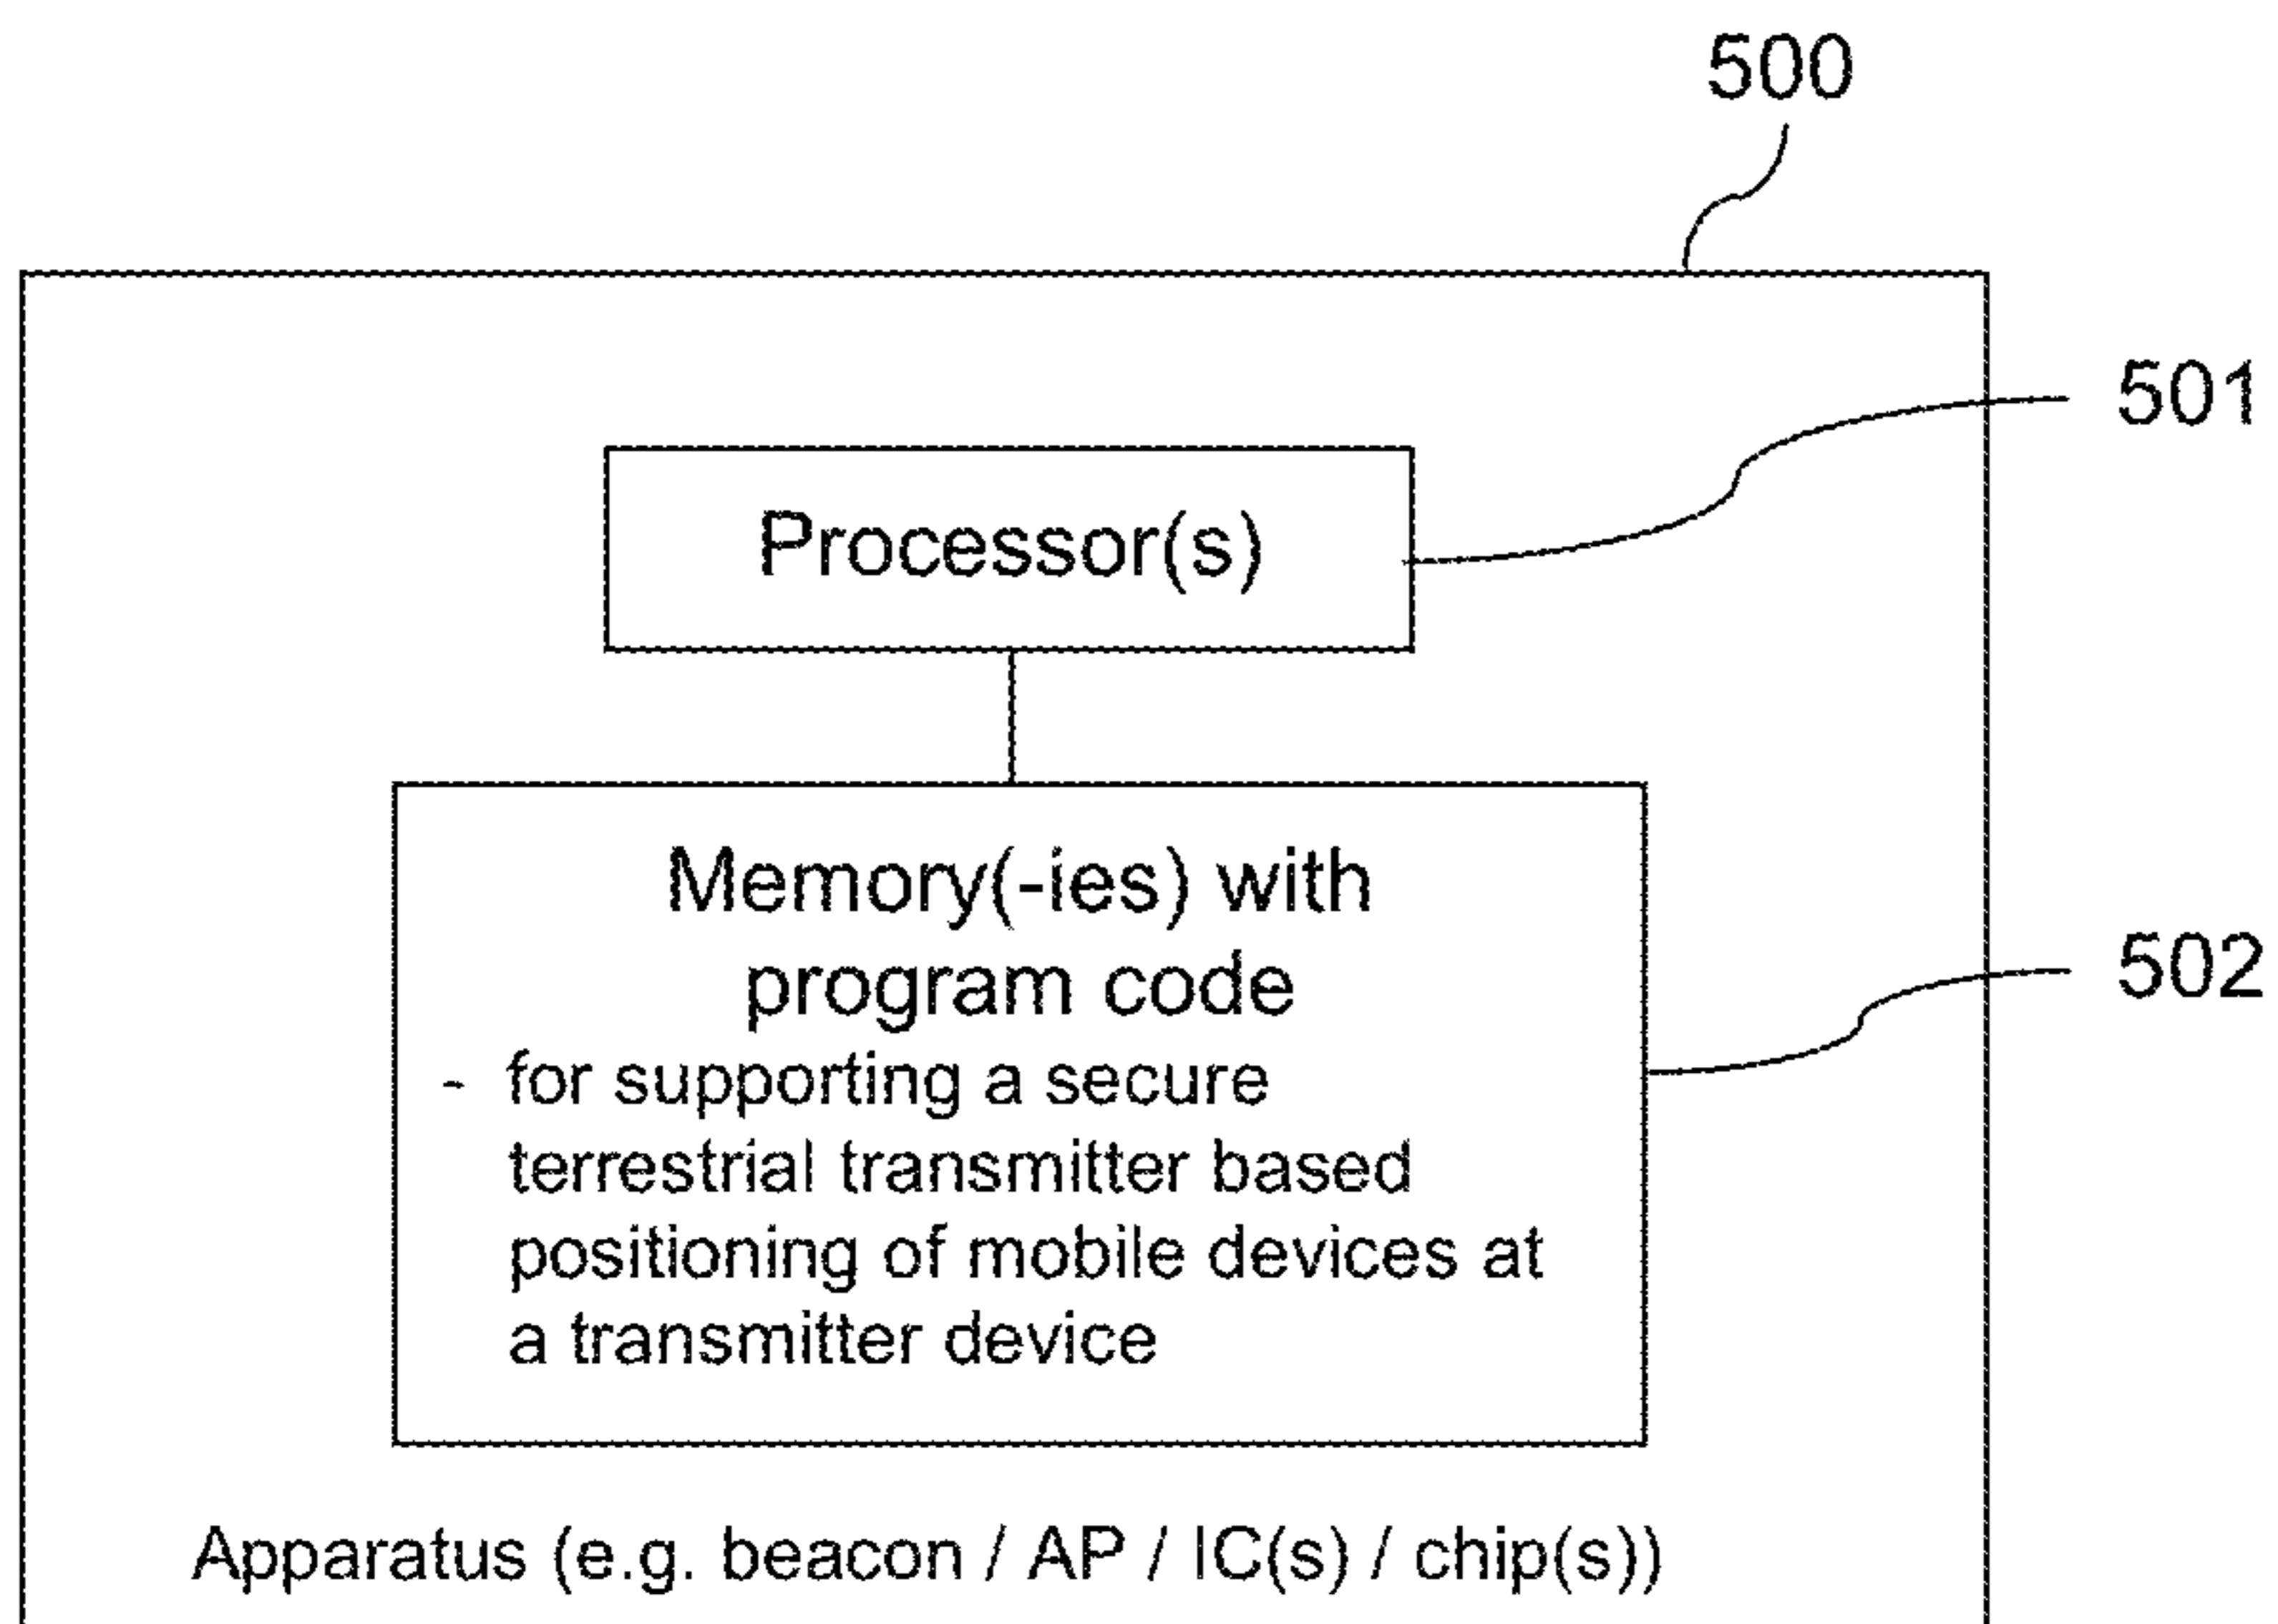 500
501
Processor(s)
Memory(-ies) with
program code
502
- for supporting a secure
terrestrial transmitter based
positioning of mobile devices at
a transmitter device
Apparatus (e.g. beacon / AP / IC(s) / chip(s))